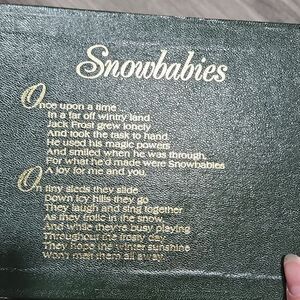 Snowbabies
Once upon a time ...
In a far off wintry land
Jack Frost grew lonely
And took the task to hand.
He used his magic powers
And smiled when he was through,
For what he'd made were Snowbabies
A joy for me and you.
On tiny sleds they slide
Down icy hills they go
They laugh and sing together
As they frolic in the snow.
And while they're busy playing
Throughout the frosty day
They hope the winter sunshine
Won't melt them all away.